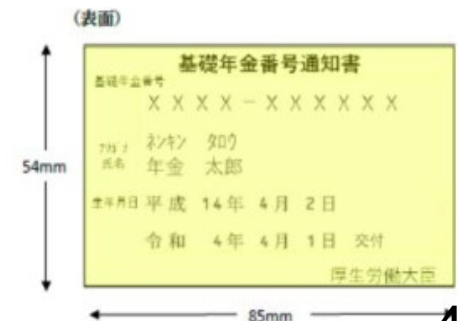 (表面)
基礎年金番号通知書
基礎年金番号
XXXX-XXXXXX
フリガナ ネンキン タロウ
氏名 年金 太郎
生年月日 平成 14年 4月 2日
令和 4年 4月 1日 交付
厚生労働大臣
54mm
85mm
4